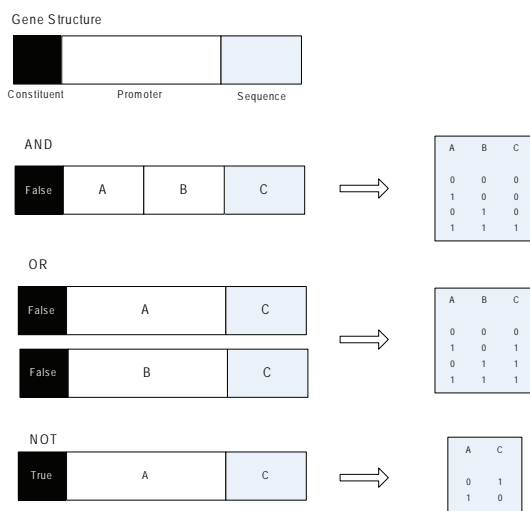 Gene Structure
Constituent Promoter Sequence
AND
False A B C
A B C
0 0 0
1 0 0
0 1 0
1 1 1
OR
False A C
False B C
A B C
0 0 0
1 0 1
0 1 1
1 1 1
NOT
True A C
A C
0 1
1 0